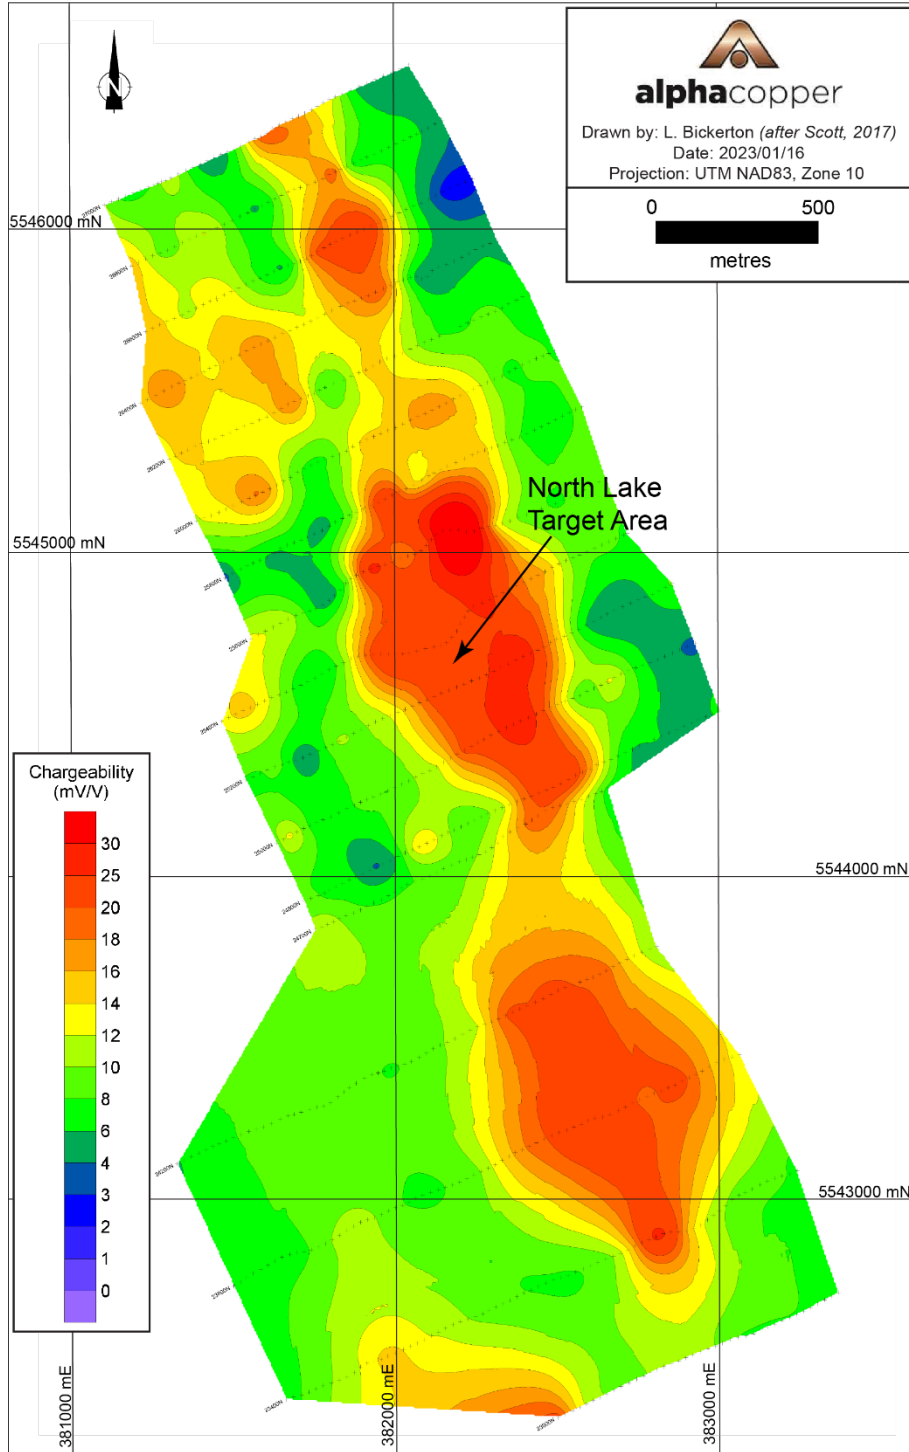 N
alphacopper
Drawn by: L. Bickerton (after Scott, 2017)
Date: 2023/01/16
Projection: UTM NAD83, Zone 10
0 500
metres
5546000 mN
North Lake
Target Area
5545000 mN
Chargeability
(mV/V)
30
25
20
18
16
14
12
10
8
6
4
3
2
1
0
5544000 mN
5543000 mN
381000 mE
382000 mE
383000 mE